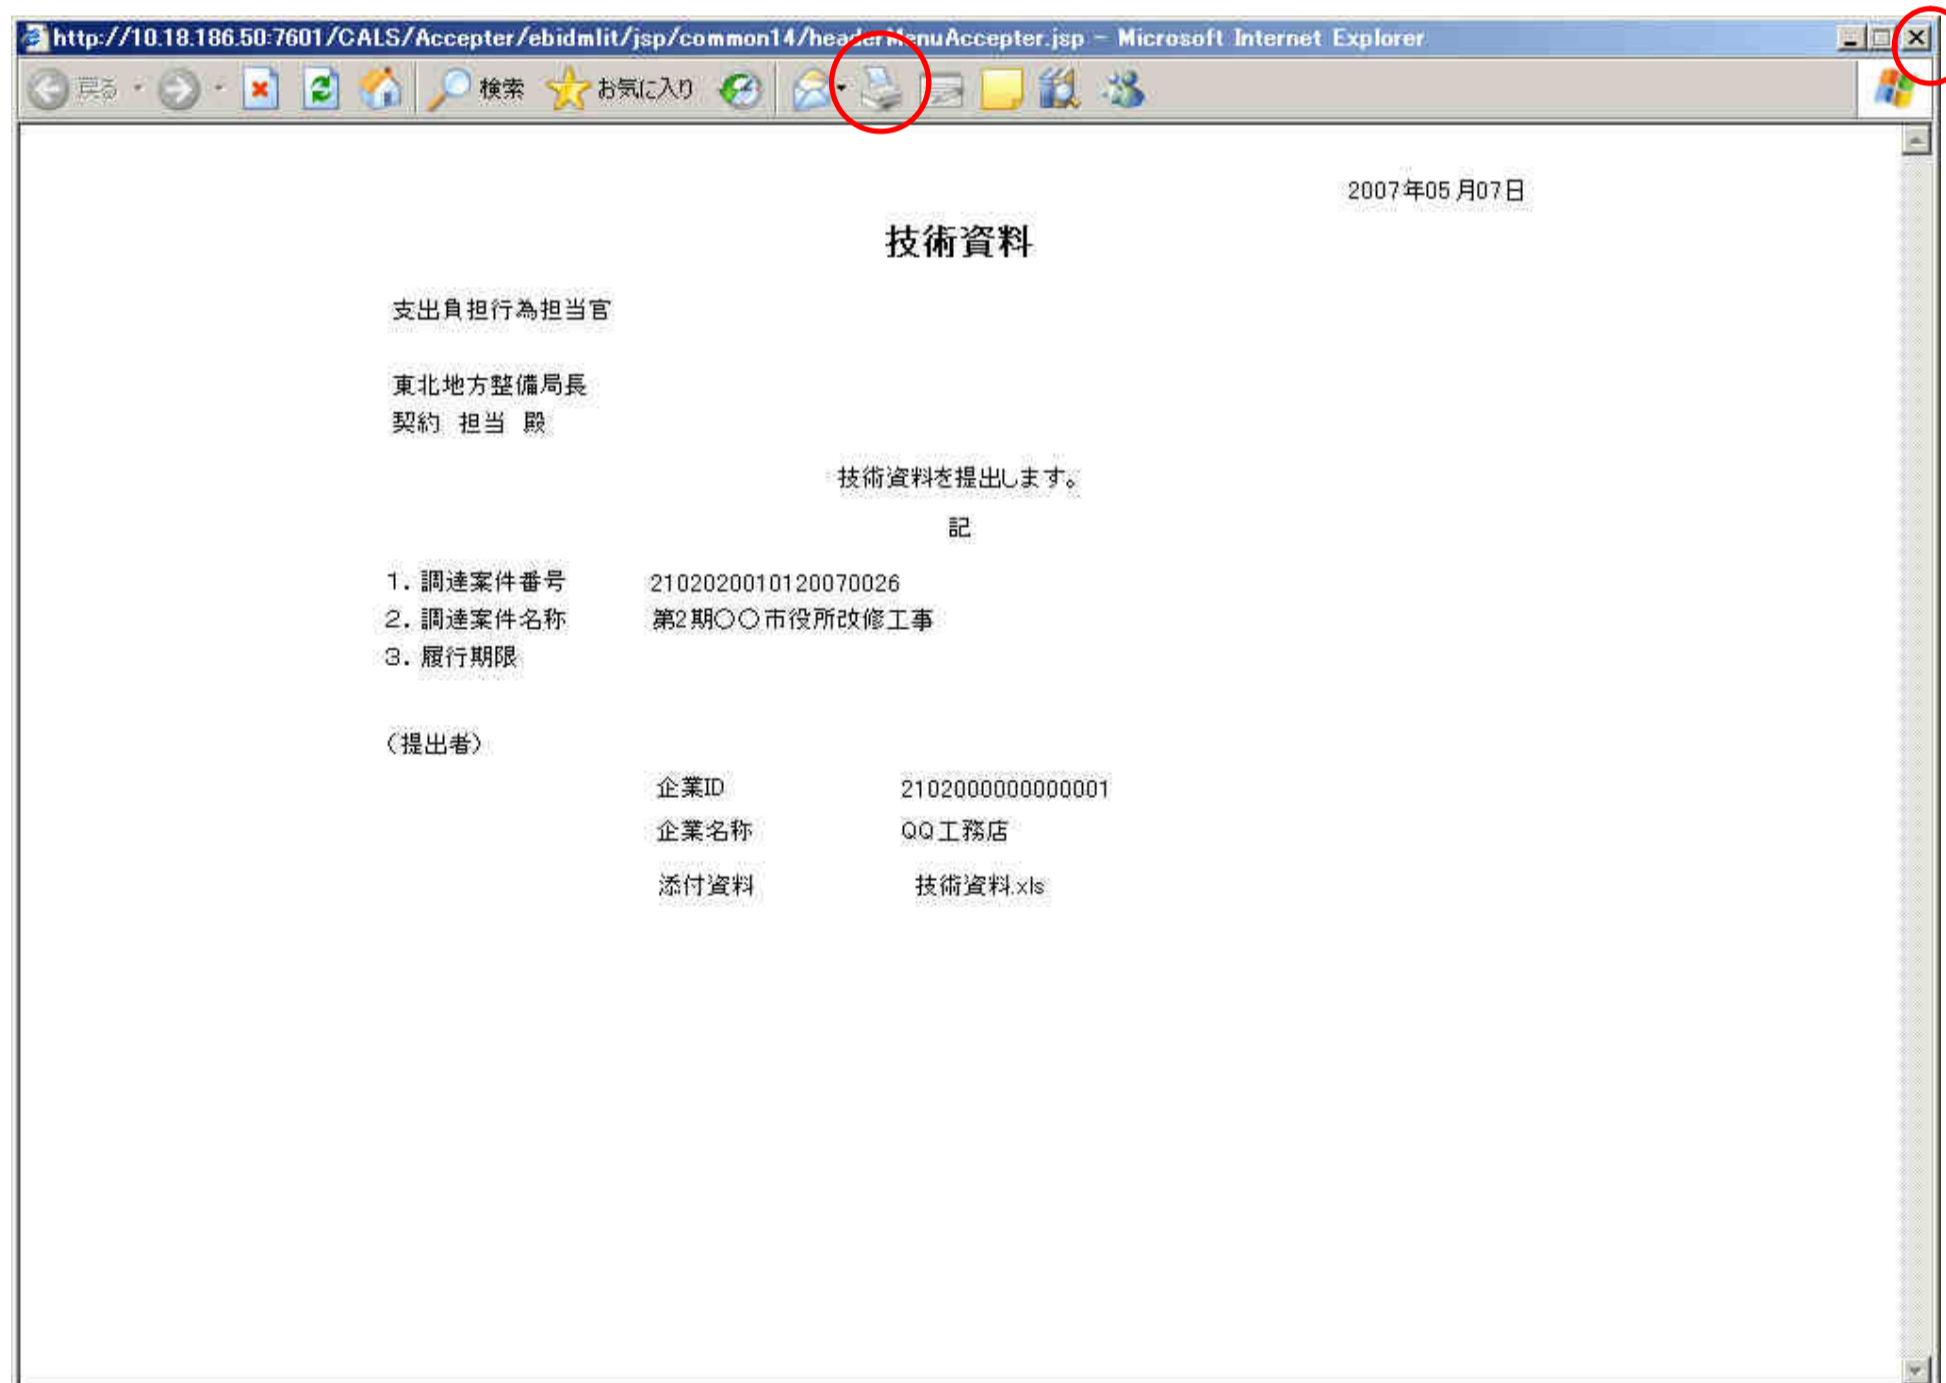 http://10.18.186.50:7601/CALS/Accepter/ebidmlit/jsp/common14/headerMenuAccepter.jsp - Microsoft Internet Explorer
戻る 検索 お気に入り
2007年05月07日
技術資料
支出負担行為担当官
東北地方整備局長
契約 担当 殿
技術資料を提出します。
記
1. 調達案件番号 2102020010120070026
2. 調達案件名称 第2期〇〇市役所改修工事
3. 履行期限
（提出者）
企業ID 2102000000000001
企業名称 QQ工務店
添付資料 技術資料.xls